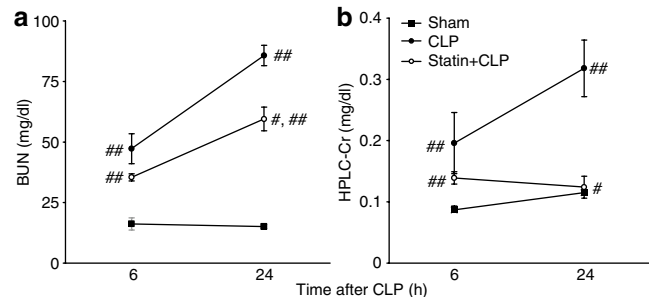 a
100
75
50
25
0
BUN (mg/dl)
##
##
##
#, ##
6
24
b
Sham
CLP
Statin+CLP
0.4
0.3
0.2
0.1
0
HPLC-Cr (mg/dl)
##
##
##
#
6
24
Time after CLP (h)